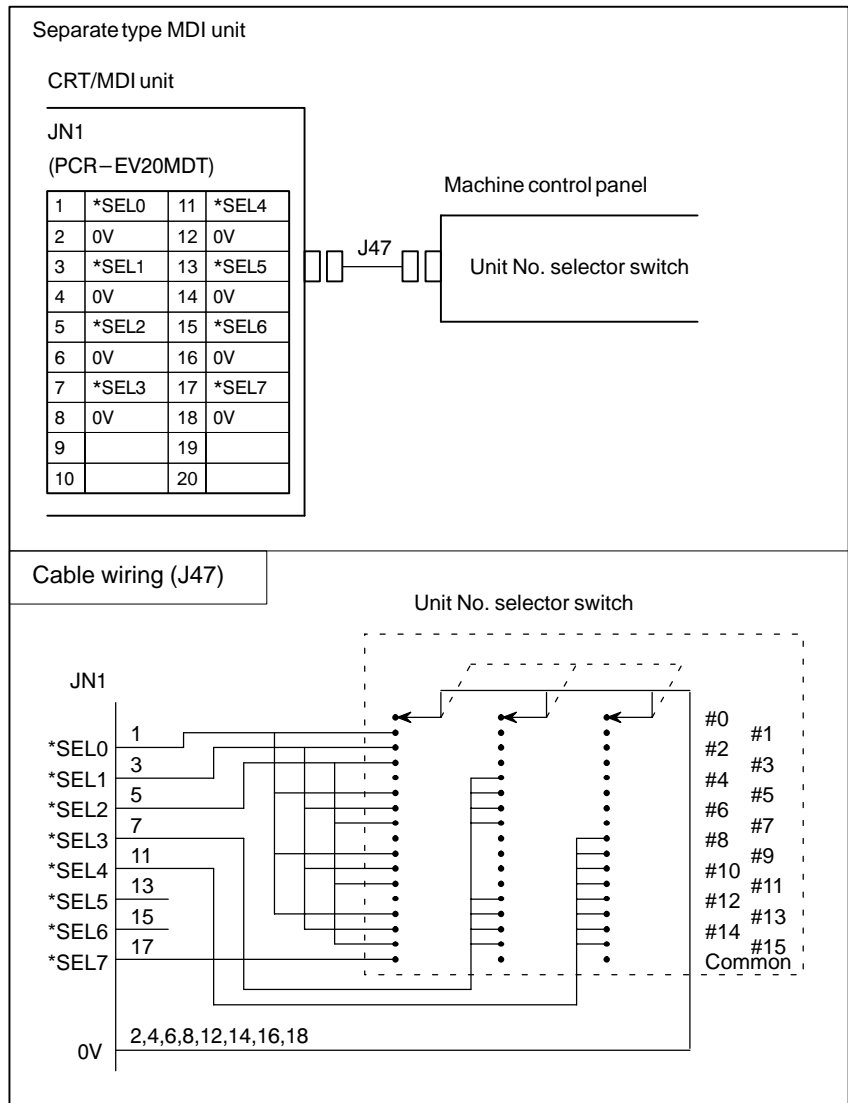 Separate type MDI unit
CRT/MDI unit
JN1
(PCR−EV20MDT)
1 *SEL0 11 *SEL4
2 0V 12 0V
3 *SEL1 13 *SEL5
4 0V 14 0V
5 *SEL2 15 *SEL6
6 0V 16 0V
7 *SEL3 17 *SEL7
8 0V 18 0V
9 19
10 20
J47
Machine control panel
Unit No. selector switch
Cable wiring (J47)
Unit No. selector switch
JN1
*SEL0 1
*SEL1 3
*SEL2 5
*SEL3 7
*SEL4 11
*SEL5 13
*SEL6 15
*SEL7 17
0V 2,4,6,8,12,14,16,18
#0
#1
#2
#3
#4
#5
#6
#7
#8
#9
#10
#11
#12
#13
#14
#15
Common